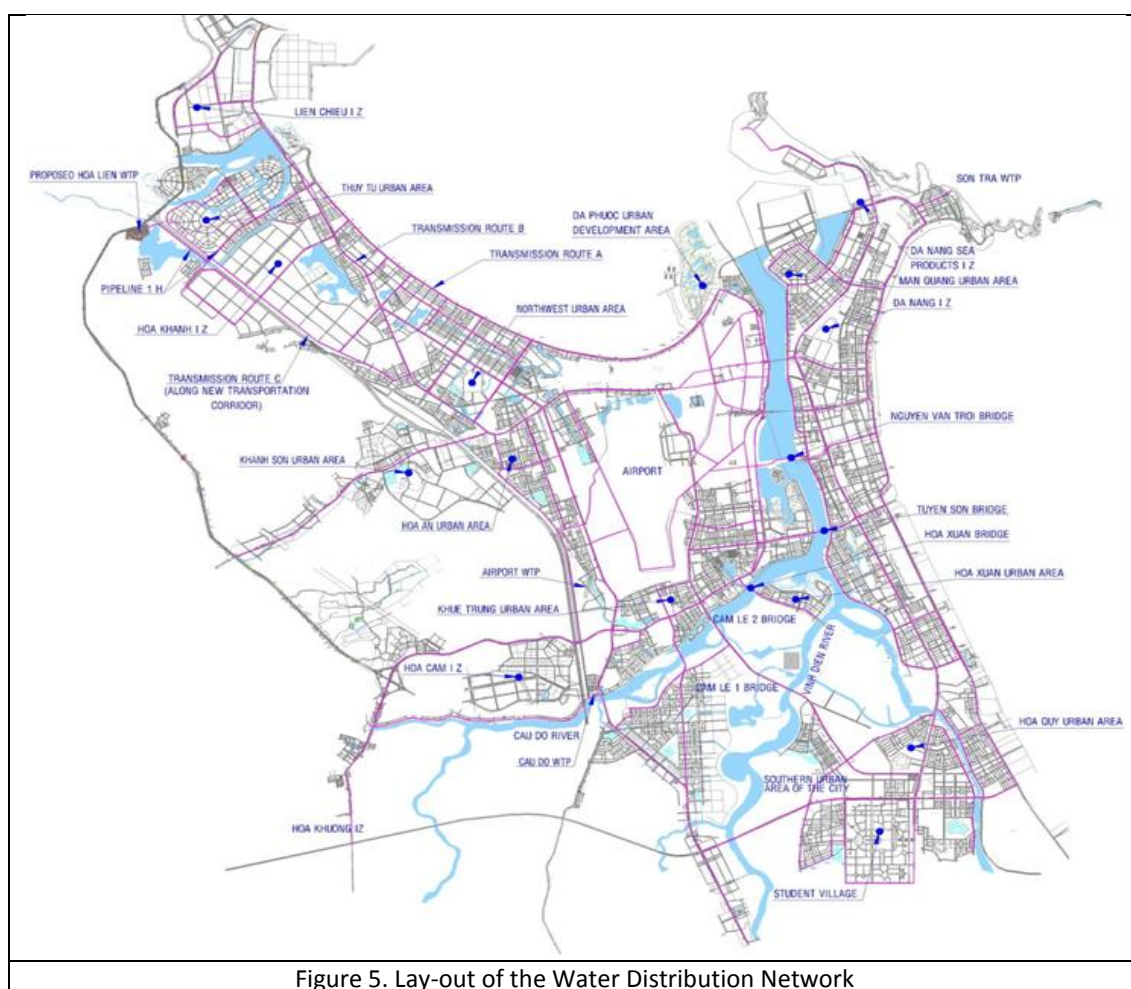 LIEN CHIEU I Z
PROPOSED HOA LIEN WTP
THUY TU URBAN AREA
TRANSMISSION ROUTE B
TRANSMISSION ROUTE A
PIPELINE 1 H
HOA KHANH I Z
NORTHWEST URBAN AREA
TRANSMISSION ROUTE C
(ALONG NEW TRANSPORTATION
CORRIDOR)
DA PHUOC URBAN
DEVELOPMENT AREA
SON TRA WTP
DA NANG SEA
PRODUCTS I Z
MAN QUANG URBAN AREA
DA NANG I Z
NGUYEN VAN TROI BRIDGE
KHANH SON URBAN AREA
AIRPORT
HOA AN URBAN AREA
TUYEN SON BRIDGE
HOA XUAN BRIDGE
AIRPORT WTP
HOA XUAN URBAN AREA
KHUE TRUNG URBAN AREA
CAM LE 2 BRIDGE
VINH DIEN RIVER
HOA CAM I Z
CAM LE 1 BRIDGE
CAU DO RIVER
HOA QUY URBAN AREA
CAU DO WTP
SOUTHERN URBAN
AREA OF THE CITY
HOA KHUONG IZ
STUDENT VILLAGE
Figure 5. Lay-out of the Water Distribution Network